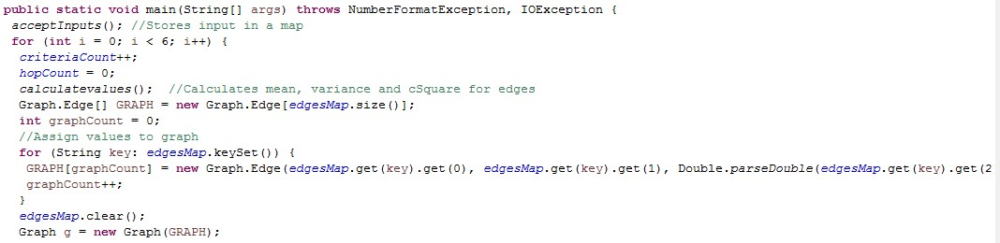 public static void main(String[] args) throws NumberFormatException, IOException {
acceptInputs(); //Stores input in a map
for (int i = 0; i < 6; i++) {
criteriaCount++;
hopCount = 0;
calculatevalues();  //Calculates mean, variance and cSquare for edges
Graph.Edge[] GRAPH = new Graph.Edge[edgesMap.size()];
int graphCount = 0;
//Assign values to graph
for (String key: edgesMap.keySet()) {
GRAPH[graphCount] = new Graph.Edge(edgesMap.get(key).get(0), edgesMap.get(key).get(1), Double.parseDouble(edgesMap.get(key).get(2
graphCount++;
}
edgesMap.clear();
Graph g = new Graph(GRAPH);